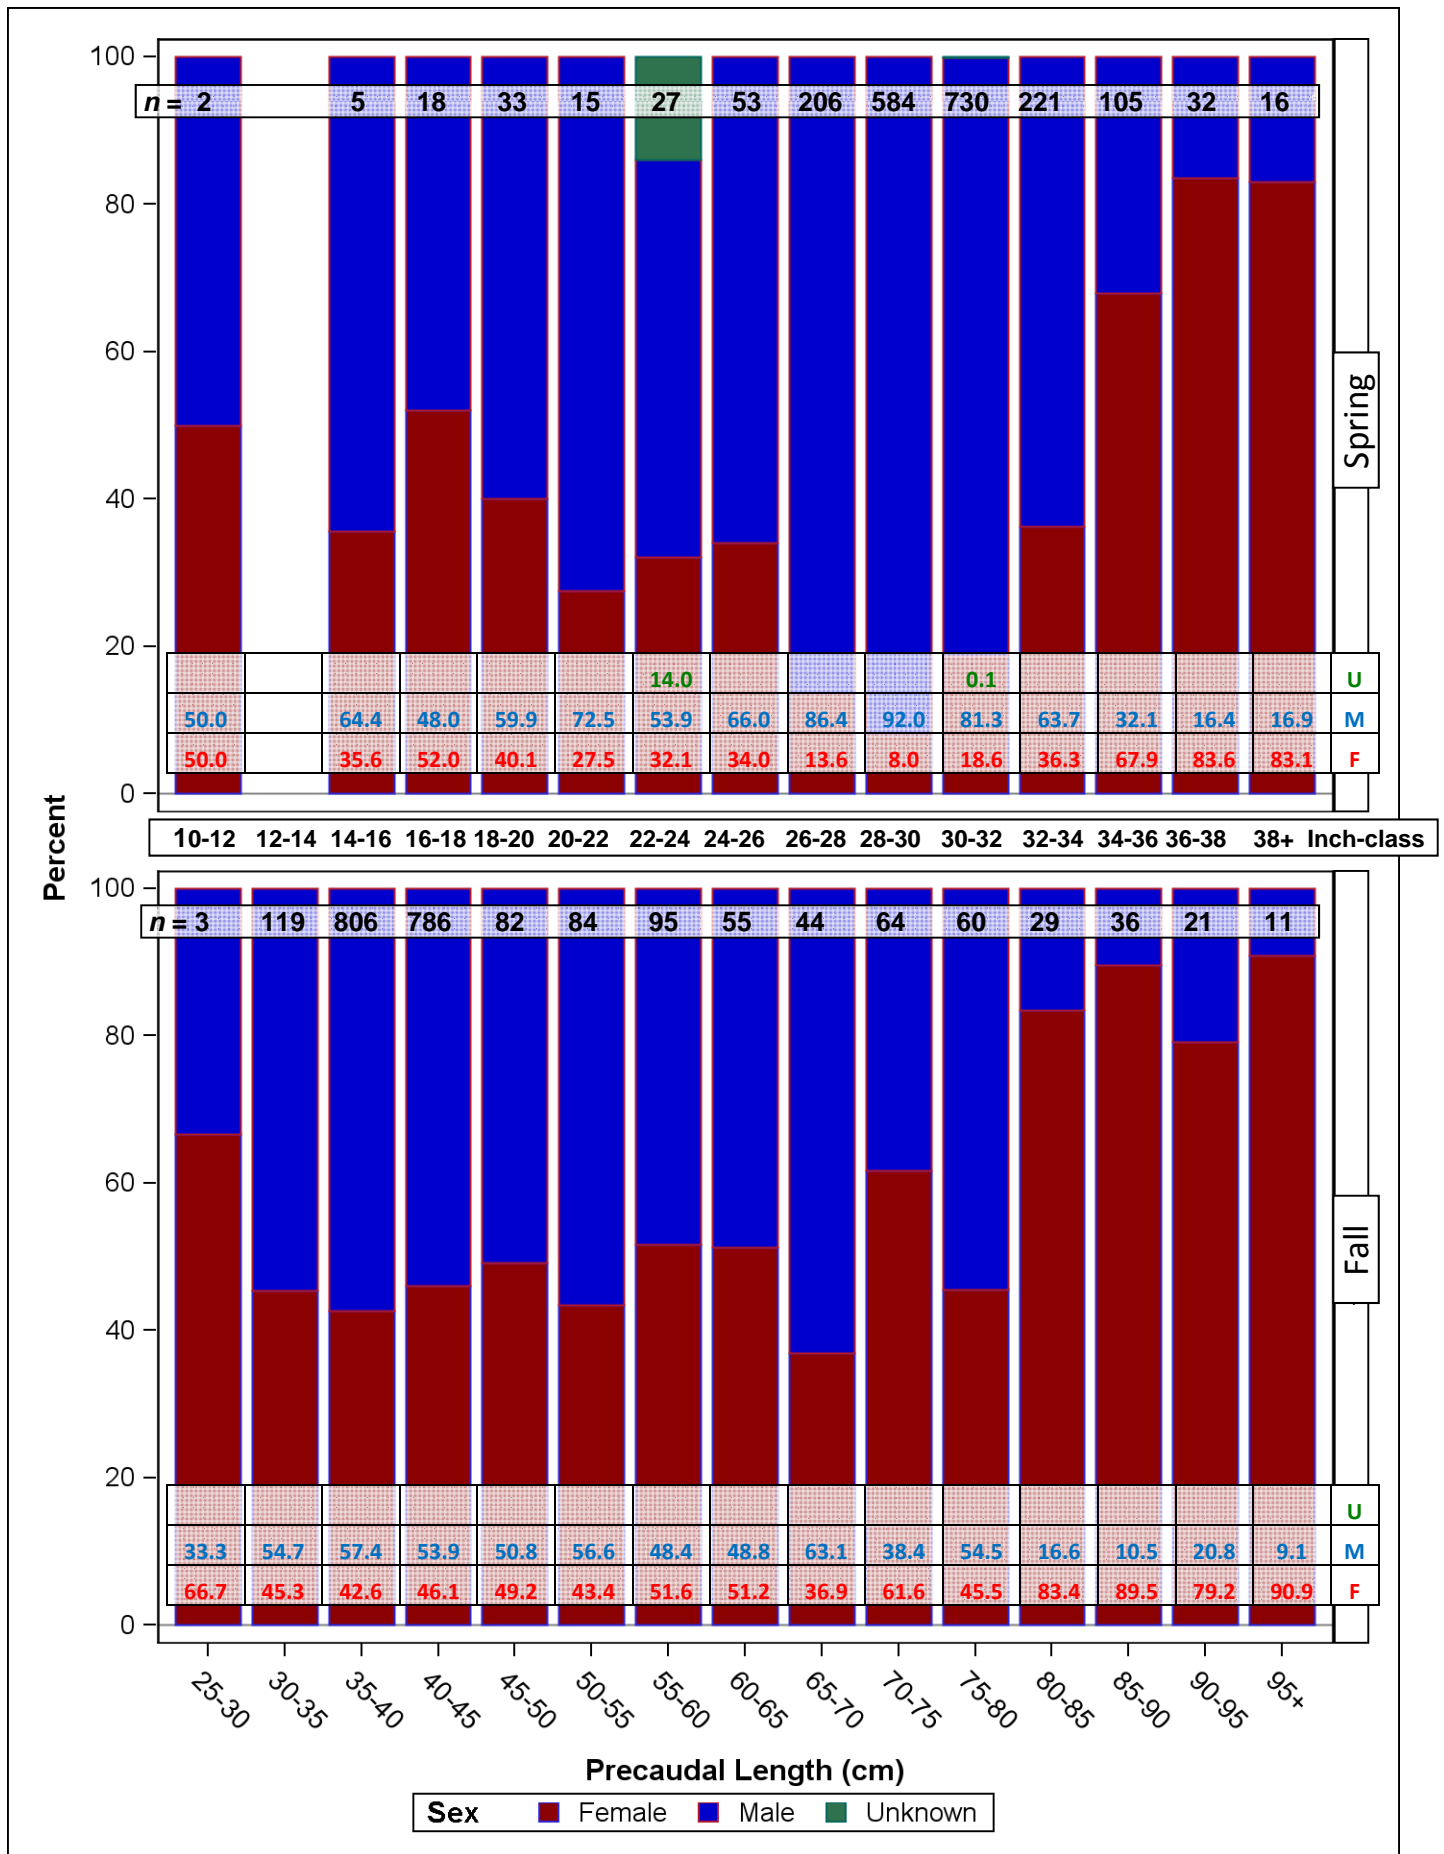 100
n = 2 5 18 33 15 27 53 206 584 730 221 105 32 16
80
60
Spring
40
20
14.0 0.1 U
50.0 64.4 48.0 59.9 72.5 53.9 66.0 86.4 92.0 81.3 63.7 32.1 16.4 16.9 M
50.0 35.6 52.0 40.1 27.5 32.1 34.0 13.6 8.0 18.6 36.3 67.9 83.6 83.1 F
0
Percent
10-12 12-14 14-16 16-18 18-20 20-22 22-24 24-26 26-28 28-30 30-32 32-34 34-36 36-38 38+ Inch-class
100
n = 3 119 806 786 82 84 95 55 44 64 60 29 36 21 11
80
60
Fall
40
20
U
33.3 54.7 57.4 53.9 50.8 56.6 48.4 48.8 63.1 38.4 54.5 16.6 10.5 20.8 9.1 M
66.7 45.3 42.6 46.1 49.2 43.4 51.6 51.2 36.9 61.6 45.5 83.4 89.5 79.2 90.9 F
0
25-30 30-35 35-40 40-45 45-50 50-55 55-60 60-65 65-70 70-75 75-80 80-85 85-90 90-95 95+
Precaudal Length (cm)
Sex Female Male Unknown